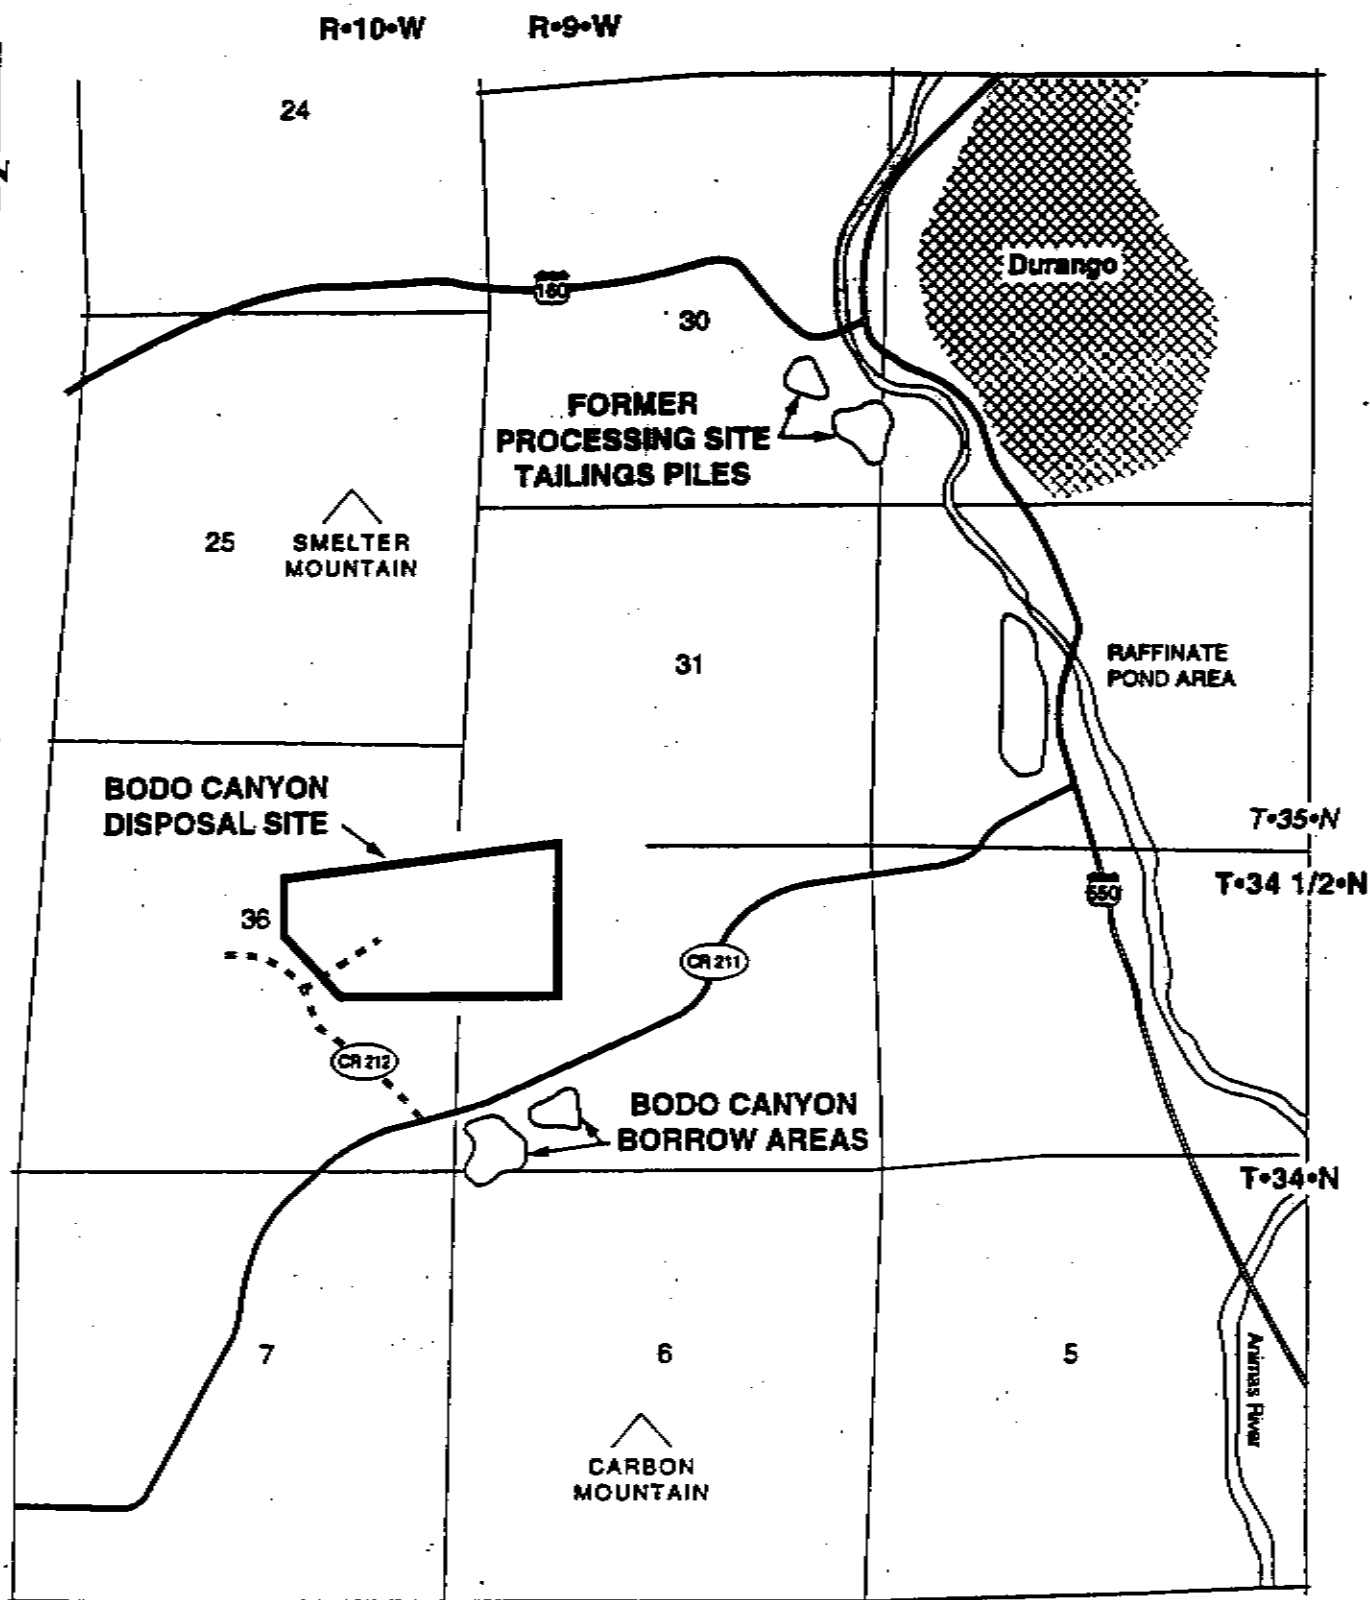 R•10•W
R•9•W
24
Durango
160
30
FORMER
PROCESSING SITE
TAILINGS PILES
25
SMELTER
MOUNTAIN
31
RAFFINATE
POND AREA
BODO CANYON
DISPOSAL SITE
T•35•N
T•34 1/2•N
550
36
CR 211
CR 212
BODO CANYON
BORROW AREAS
T•34•N
7
6
5
Animas River
CARBON
MOUNTAIN